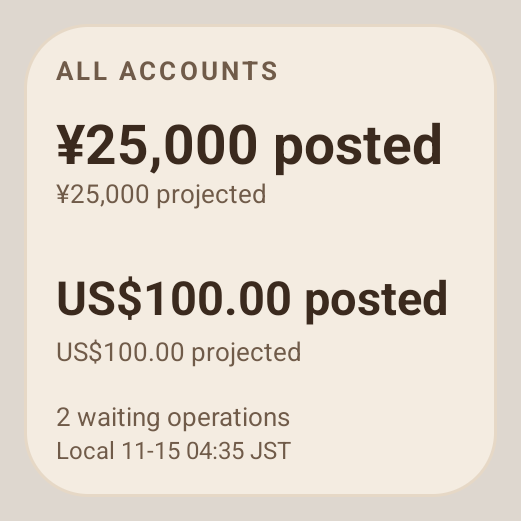 ALL ACCOUNTS
¥25,000 posted
¥25,000 projected
US$100.00 posted
US$100.00 projected
2 waiting operations
Local 11-15 04:35 JST